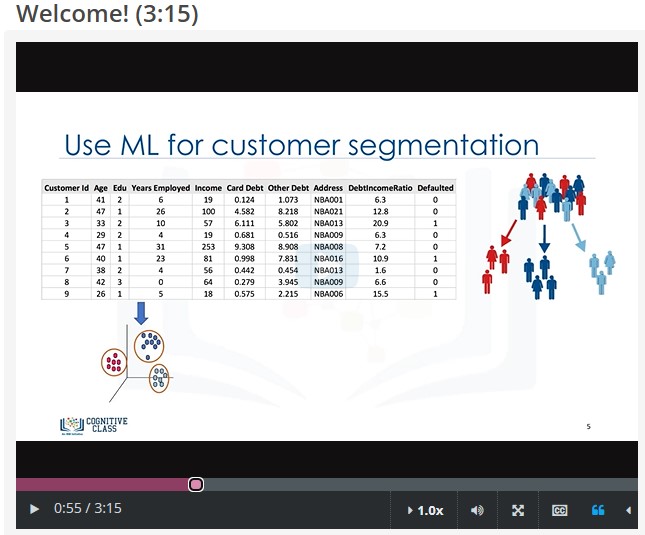 Welcome! (3:15)
Use ML for customer segmentation
Customer Id Age Edu Years Employed Income Card Debt Other Debt Address DebtIncomeRatio Defaulted
1 41 2 6 19 0.124 1.073 NBA001 6.3 0
2 47 1 26 100 4.582 8.218 NBA021 12.8 0
3 33 2 10 57 6.111 5.802 NBA013 20.9 1
4 29 2 4 19 0.681 0.516 NBA009 6.3 0
5 47 1 31 253 9.308 8.908 NBA008 7.2 0
6 40 1 23 81 0.998 7.831 NBA016 10.9 1
7 38 2 4 56 0.442 0.454 NBA013 1.6 0
8 42 3 0 64 0.279 3.945 NBA009 6.6 0
9 26 1 5 18 0.575 2.215 NBA006 15.5 1
COGNITIVE
CLASS
5
0:55 / 3:15
1.0x
CC